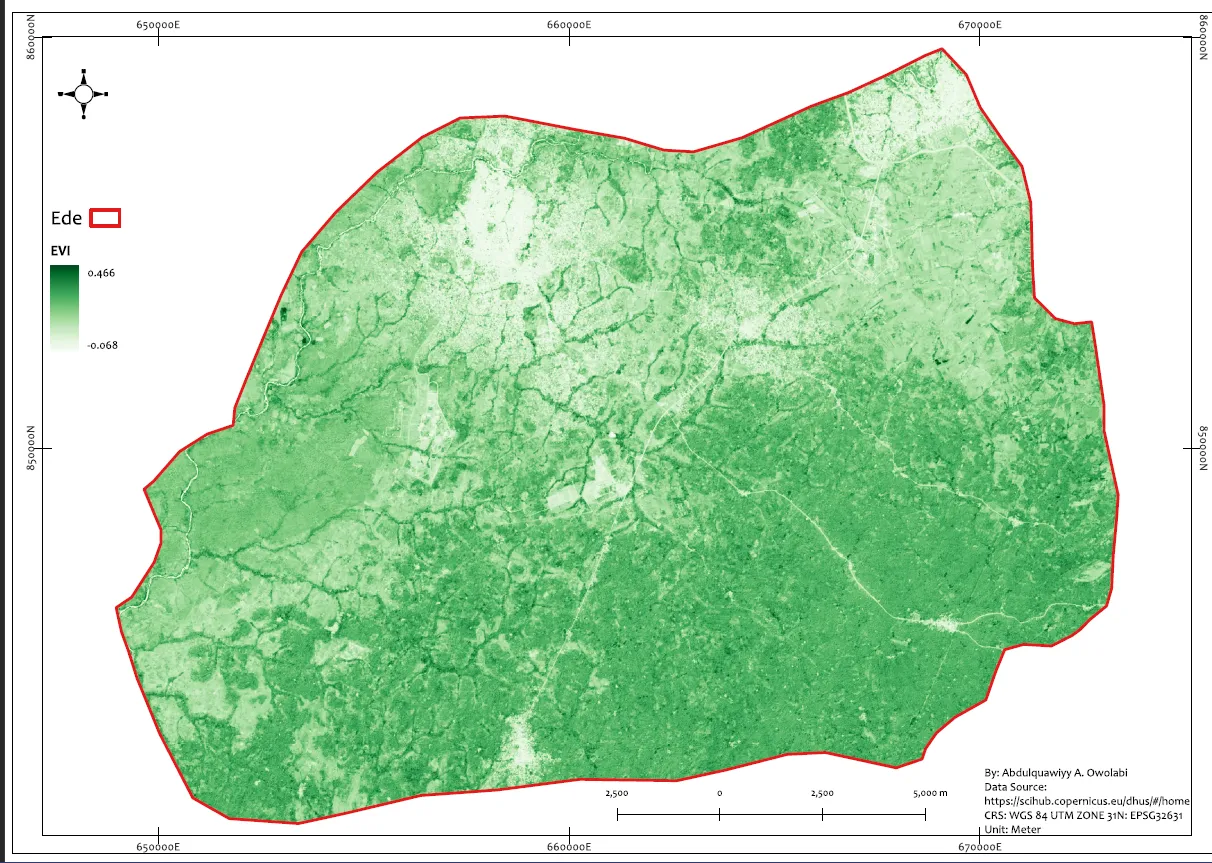 650000E 660000E 670000E
860000N 860000N
Ede
EVI
0.466
-0.068
850000N 850000N
2,500 0 2,500 5,000 m
By: Abdulquawiyy A. Owolabi
Data Source:
https://scihub.copernicus.eu/dhus/#/home
CRS: WGS 84 UTM ZONE 31N: EPSG32631
Unit: Meter
650000E 660000E 670000E